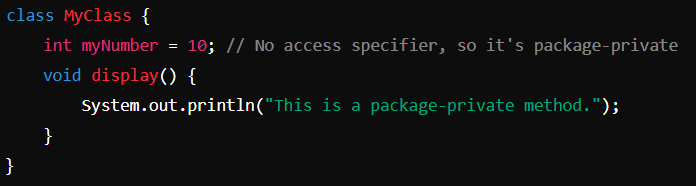 class MyClass {
    int myNumber = 10; // No access specifier, so it's package-private
    void display() {
        System.out.println("This is a package-private method.");
    }
}